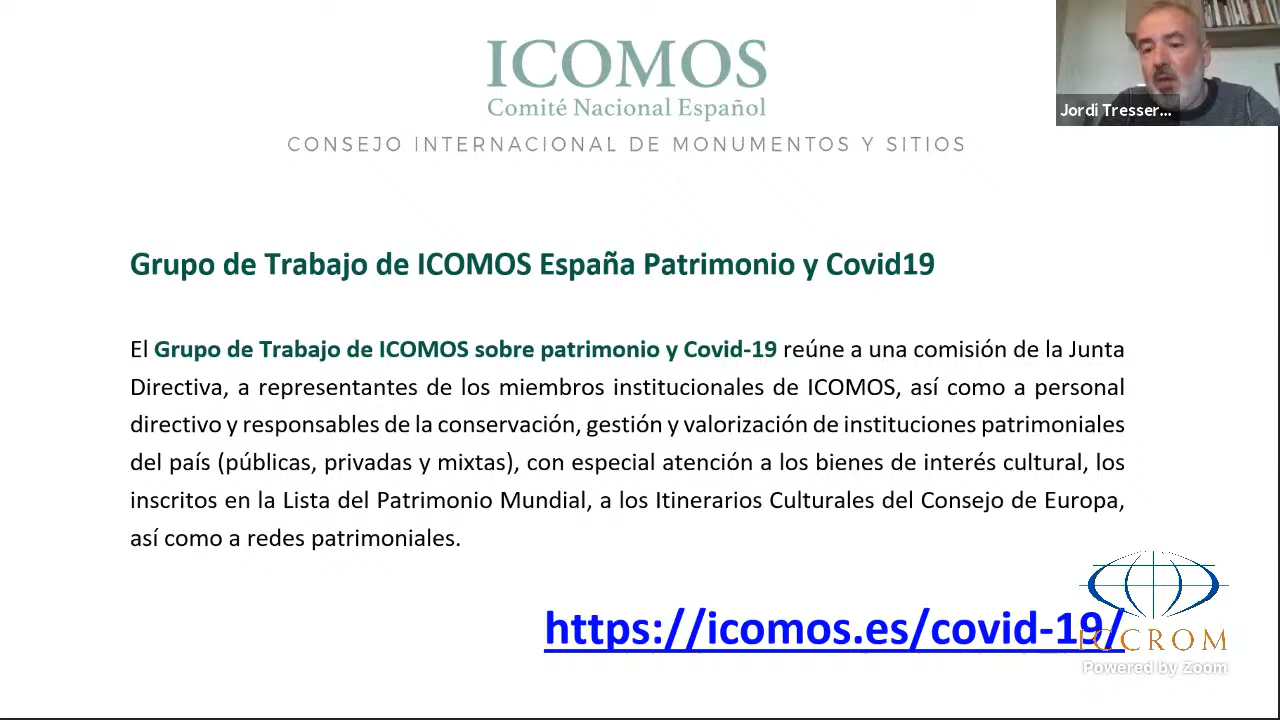 ICOMOS
Comité Nacional Español
CONSEJO INTERNACIONAL DE MONUMENTOS Y SITIOS
Jordi Tresser...
Grupo de Trabajo de ICOMOS España Patrimonio y Covid19
El Grupo de Trabajo de ICOMOS sobre patrimonio y Covid-19 reúne a una comisión de la Junta
Directiva, a representantes de los miembros institucionales de ICOMOS, así como a personal
directivo y responsables de la conservación, gestión y valorización de instituciones patrimoniales
del país (públicas, privadas y mixtas), con especial atención a los bienes de interés cultural, los
inscritos en la Lista del Patrimonio Mundial, a los Itinerarios Culturales del Consejo de Europa,
así como a redes patrimoniales.
https://icomos.es/covid-19/
ICCROM
Powered by Zoom